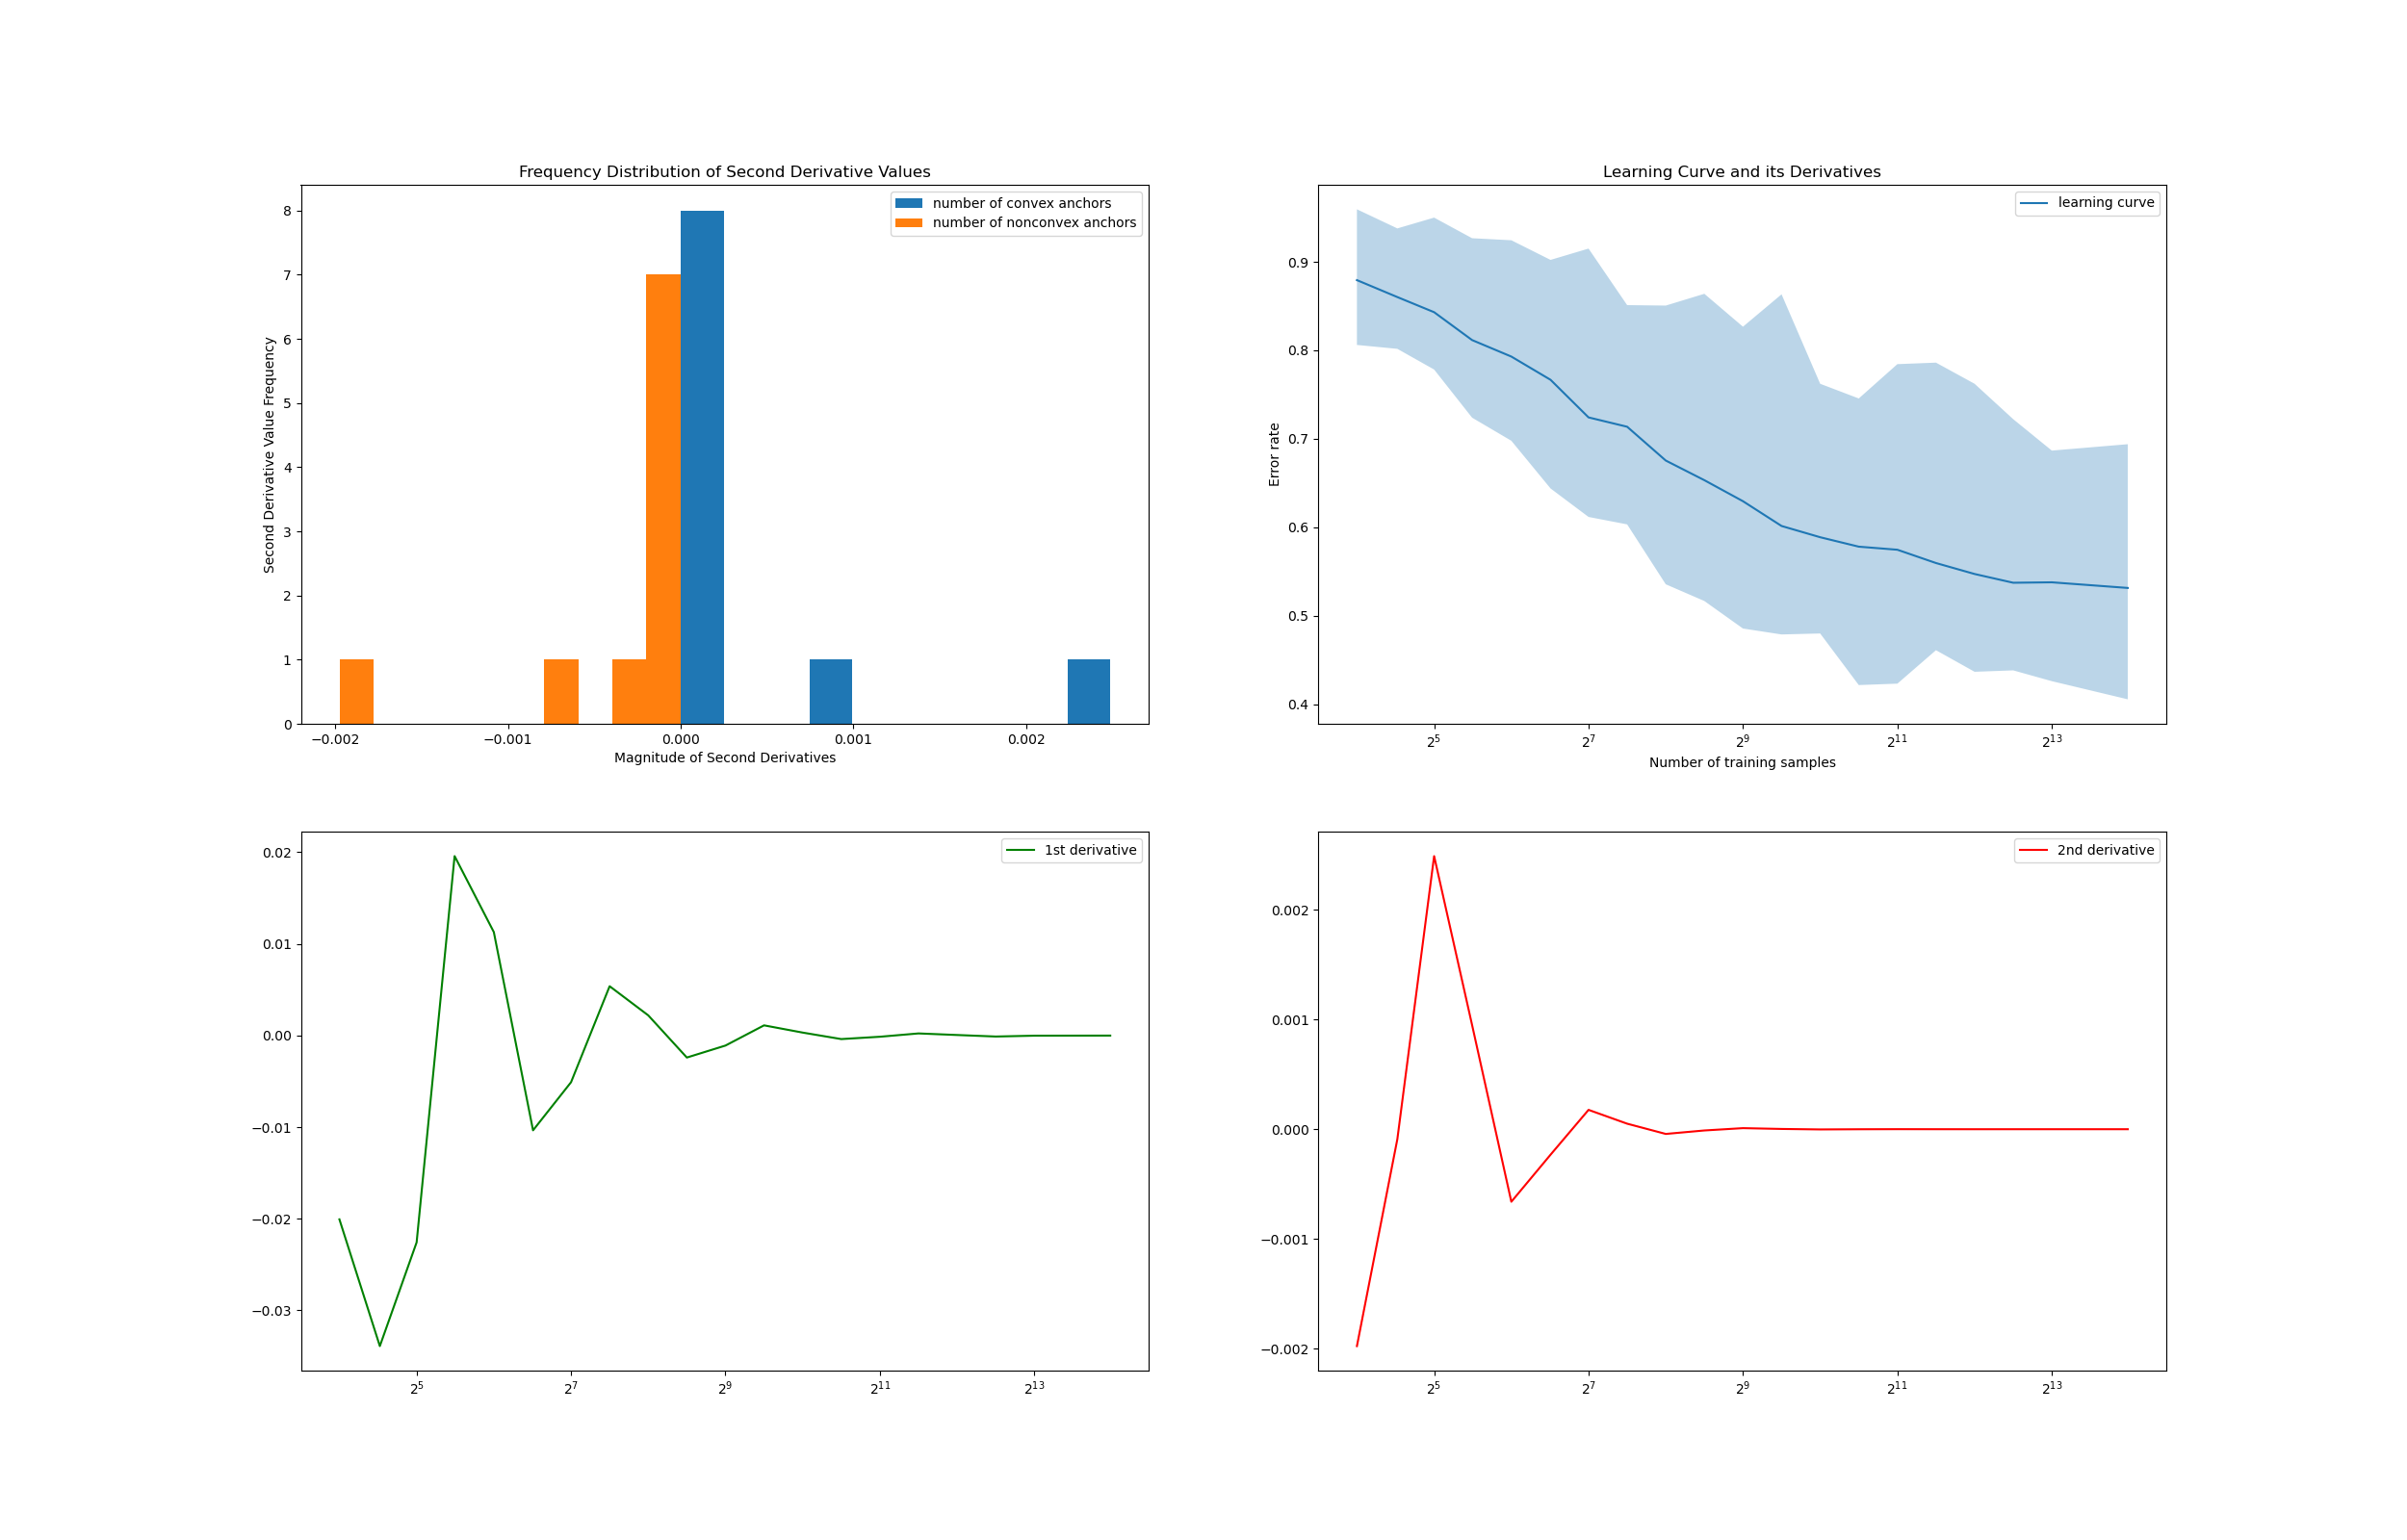 Frequency Distribution of Second Derivative Values
number of convex anchors
number of nonconvex anchors
Second Derivative Value Frequency
8
7
6
5
4
3
2
1
0
−0.002 −0.001 0.000 0.001 0.002
Magnitude of Second Derivatives
Learning Curve and its Derivatives
learning curve
Error rate
0.9
0.8
0.7
0.6
0.5
0.4
2⁵ 2⁷ 2⁹ 2¹¹ 2¹³
Number of training samples
1st derivative
0.02
0.01
0.00
−0.01
−0.02
−0.03
2⁵ 2⁷ 2⁹ 2¹¹ 2¹³
2nd derivative
0.002
0.001
0.000
−0.001
−0.002
2⁵ 2⁷ 2⁹ 2¹¹ 2¹³